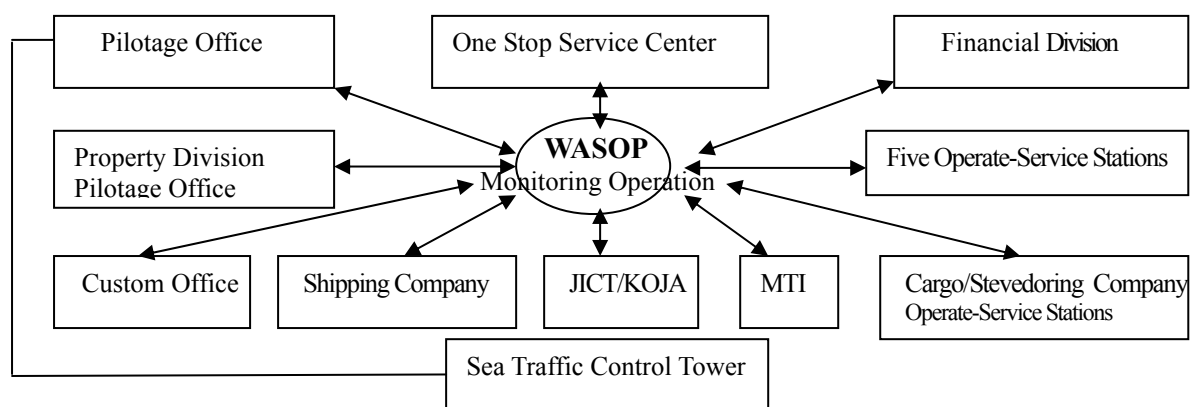 Pilotage Office
One Stop Service Center
Financial Division
Property Division
Pilotage Office
WASOP
Monitoring Operation
Five Operate-Service Stations
Custom Office
Shipping Company
JICT/KOJA
MTI
Cargo/Stevedoring Company
Operate-Service Stations
Sea Traffic Control Tower